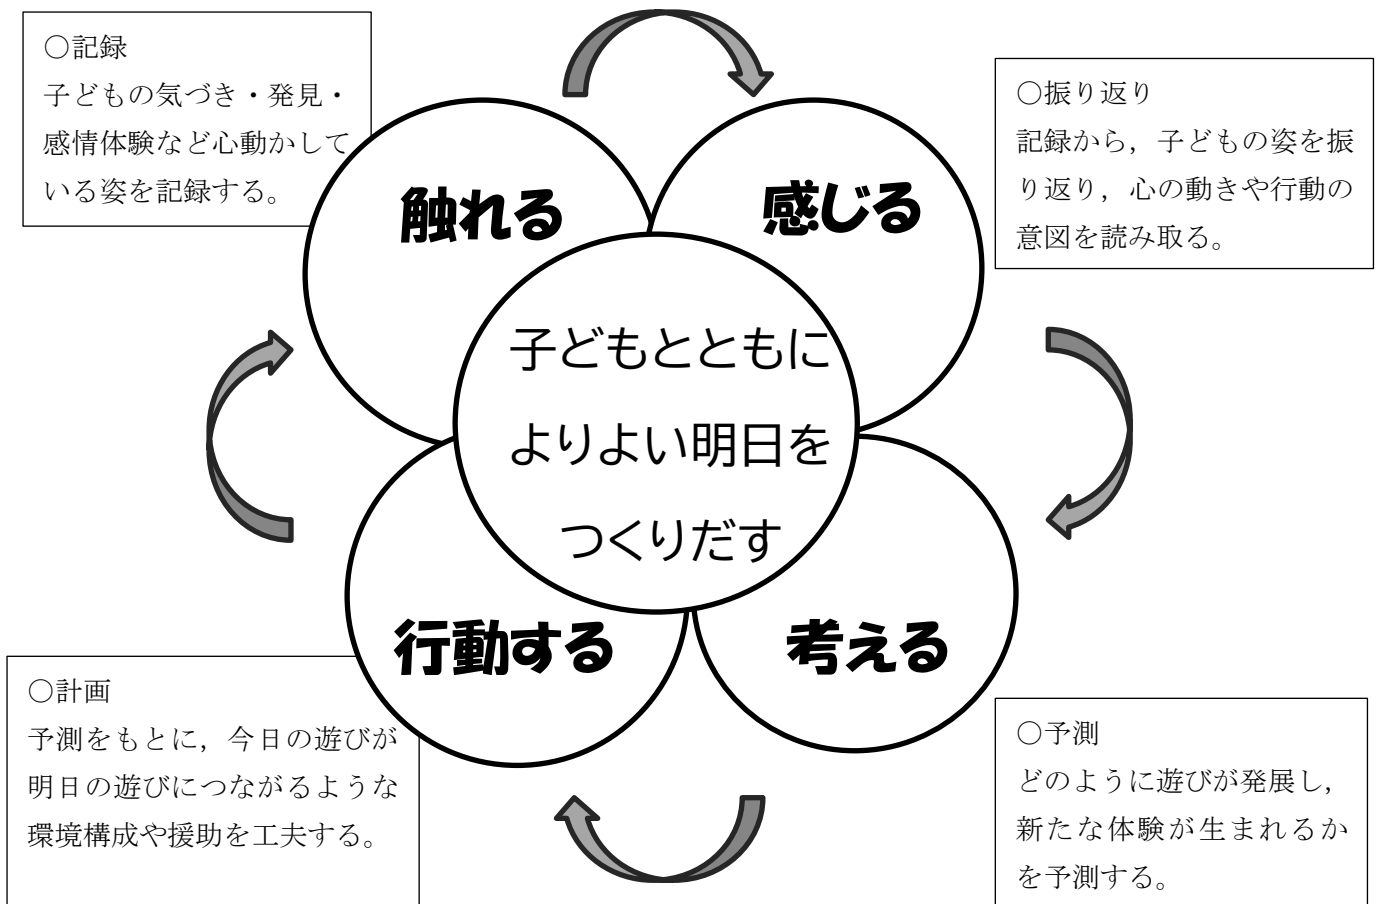 ○記録
子どもの気づき・発見・
感情体験など心動かして
いる姿を記録する。
○振り返り
記録から，子どもの姿を振
り返り，心の動きや行動の
意図を読み取る。
触れる
感じる
子どもとともに
よりよい明日を
つくりだす
行動する
考える
○計画
予測をもとに，今日の遊びが
明日の遊びにつながるような
環境構成や援助を工夫する。
○予測
どのように遊びが発展し，
新たな体験が生まれるか
を予測する。